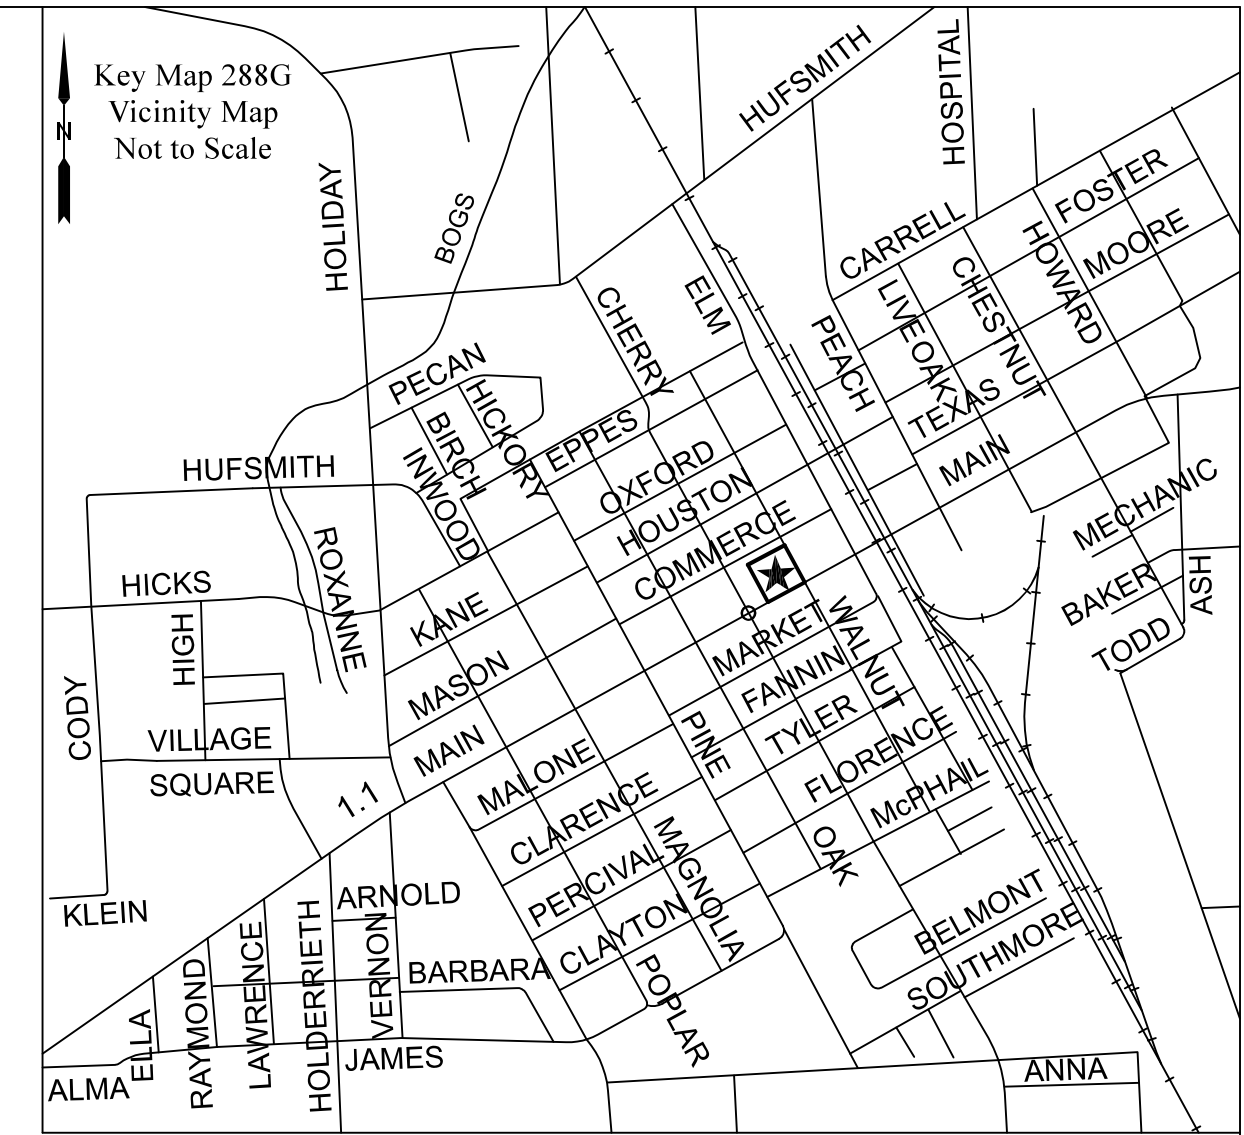 Key Map 288G
Vicinity Map
Not to Scale
N
HUFSMITH
HOSPITAL
HOLIDAY
BOGS
FOSTER
CARRELL
HOWARD
MOORE
CHERRY
ELM
LIVEOAK
CHESTNUT
PEACH
PECAN
HICKORY
BIRCH
EPPES
TEXAS
INWOOD
OXFORD
MAIN
HUFSMITH
HOUSTON
MECHANIC
COMMERCE
ROXANNE
HICKS
BAKER
ASH
KANE
HIGH
MARKET
WALNUT
TODD
MASON
FANNIN
CODY
PINE
TYLER
VILLAGE
SQUARE
MAIN
FLORENCE
MALONE
1.1
McPHAIL
CLARENCE
MAGNOLIA
OAK
PERCIVAL
ARNOLD
KLEIN
BELMONT
CLAYTON
SOUTHMORE
LAWRENCE
HOLDERRIETH
VERNON
BARBARA
POPLAR
RAYMOND
ELLA
JAMES
ANNA
ALMA